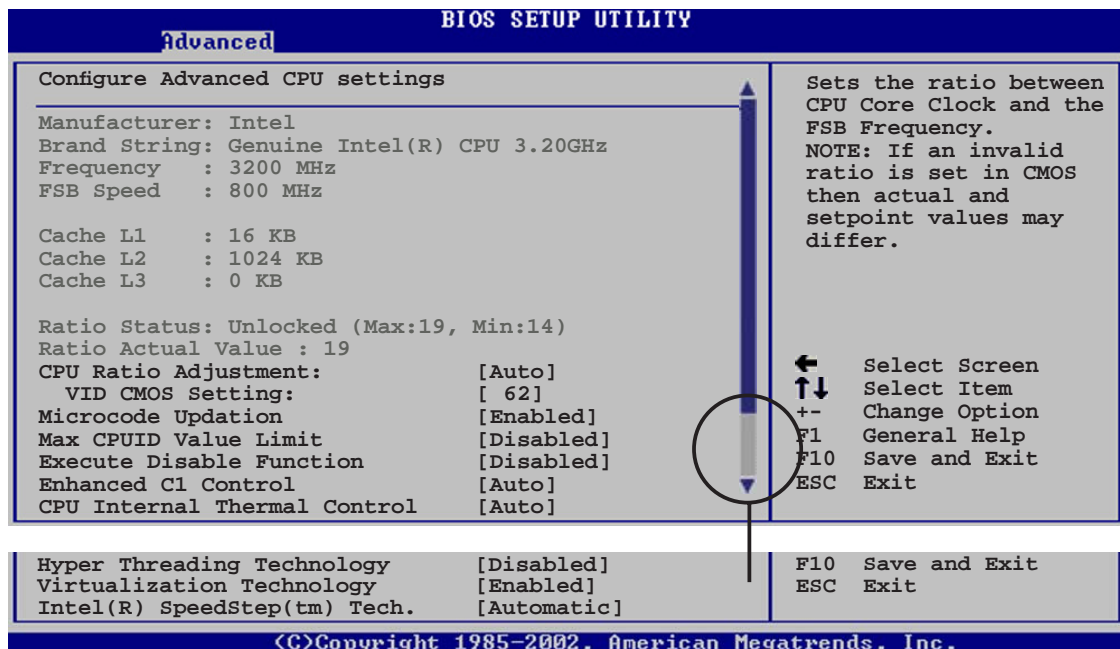 BIOS SETUP UTILITY
Advanced
Configure Advanced CPU settings
Manufacturer: Intel
Brand String: Genuine Intel(R) CPU 3.20GHz
Frequency : 3200 MHz
FSB Speed : 800 MHz
Cache L1 : 16 KB
Cache L2 : 1024 KB
Cache L3 : 0 KB
Ratio Status: Unlocked (Max:19, Min:14)
Ratio Actual Value : 19
CPU Ratio Adjustment: [Auto]
VID CMOS Setting: [ 62]
Microcode Updation [Enabled]
Max CPUID Value Limit [Disabled]
Execute Disable Function [Disabled]
Enhanced C1 Control [Auto]
CPU Internal Thermal Control [Auto]
Sets the ratio between
CPU Core Clock and the
FSB Frequency.
NOTE: If an invalid
ratio is set in CMOS
then actual and
setpoint values may
differ.
← Select Screen
↑↓ Select Item
+- Change Option
F1 General Help
F10 Save and Exit
ESC Exit
Hyper Threading Technology [Disabled]
Virtualization Technology [Enabled]
Intel(R) SpeedStep(tm) Tech. [Automatic]
F10 Save and Exit
ESC Exit
(C)Copyright 1985-2002, American Megatrends, Inc.